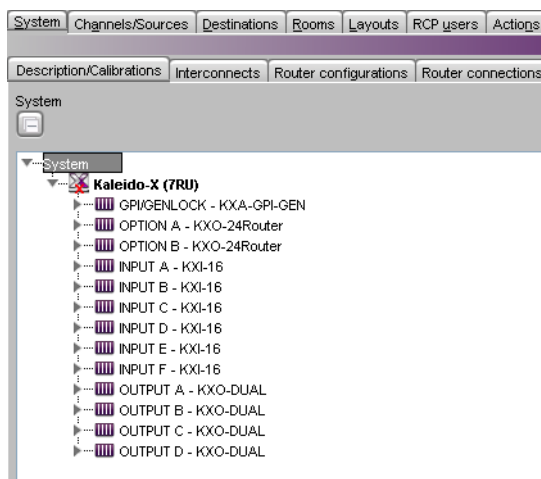 System Channels/Sources Destinations Rooms Layouts RCP users Actions
Description/Calibrations Interconnects Router configurations Router connections
System
System
Kaleido-X (7RU)
GPI/GENLOCK - KXA-GPI-GEN
OPTION A - KXO-24Router
OPTION B - KXO-24Router
INPUT A - KXI-16
INPUT B - KXI-16
INPUT C - KXI-16
INPUT D - KXI-16
INPUT E - KXI-16
INPUT F - KXI-16
OUTPUT A - KXO-DUAL
OUTPUT B - KXO-DUAL
OUTPUT C - KXO-DUAL
OUTPUT D - KXO-DUAL